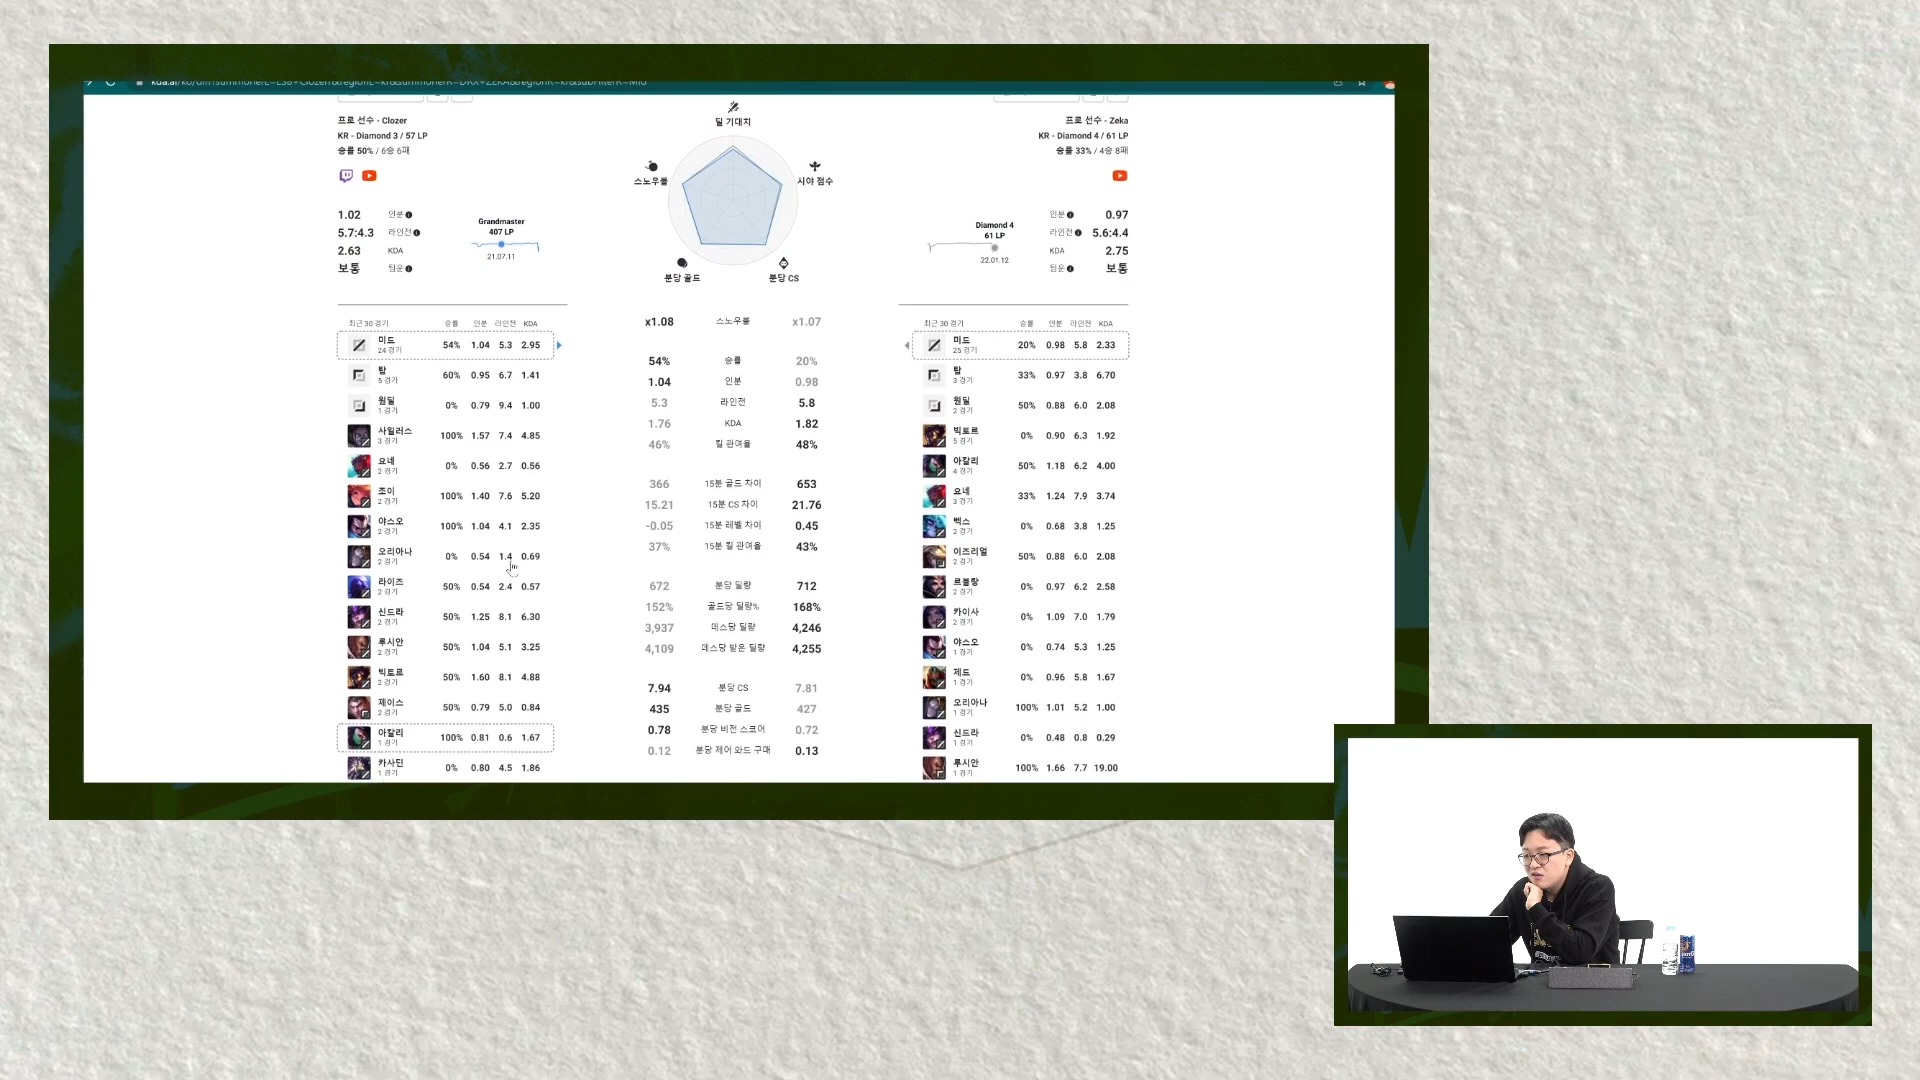 프로 선수 - Clozer
KR - Diamond 3 / 57 LP
승률 50% / 6승 6패
1.02 인분
5.7:4.3 라인전
2.63 KDA
보통 팀운
Grandmaster
407 LP
21.07.11
딜 기대치
스노우볼
시야 점수
분당 골드
분당 CS
프로 선수 - Zeka
KR - Diamond 4 / 61 LP
승률 33% / 4승 8패
인분 0.97
라인전 5.6:4.4
KDA 2.75
팀운 보통
Diamond 4
61 LP
22.01.12
최근 30 경기 승률 인분 라인전 KDA
미드 54% 1.04 5.3 2.95
24 경기
탑 60% 0.95 6.7 1.41
5 경기
원딜 0% 0.79 9.4 1.00
1 경기
사일러스 100% 1.57 7.4 4.85
3 경기
요네 0% 0.56 2.7 0.56
2 경기
조이 100% 1.40 7.6 5.20
2 경기
야스오 100% 1.04 4.1 2.35
2 경기
오리아나 0% 0.54 1.4 0.69
2 경기
라이즈 50% 0.54 2.4 0.57
2 경기
신드라 50% 1.25 8.1 6.30
2 경기
루시안 50% 1.04 5.1 3.25
2 경기
빅토르 50% 1.60 8.1 4.88
2 경기
제이스 50% 0.79 5.0 0.84
2 경기
아칼리 100% 0.81 0.6 1.67
1 경기
카사딘 0% 0.80 4.5 1.86
1 경기
x1.08 스노우볼 x1.07
54% 승률 20%
1.04 인분 0.98
5.3 라인전 5.8
1.76 KDA 1.82
46% 킬 관여율 48%
366 15분 골드 차이 653
15.21 15분 CS 차이 21.76
-0.05 15분 레벨 차이 0.45
37% 15분 킬 관여율 43%
672 분당 딜량 712
152% 골드당 딜량% 168%
3,937 데스당 딜량 4,246
4,109 데스당 받은 딜량 4,255
7.94 분당 CS 7.81
435 분당 골드 427
0.78 분당 비전 스코어 0.72
0.12 분당 제어 와드 구매 0.13
최근 30 경기 승률 인분 라인전 KDA
미드 20% 0.98 5.8 2.33
25 경기
탑 33% 0.97 3.8 6.70
3 경기
원딜 50% 0.88 6.0 2.08
2 경기
빅토르 0% 0.90 6.3 1.92
5 경기
아칼리 50% 1.18 6.2 4.00
4 경기
요네 33% 1.24 7.9 3.74
3 경기
벡스 0% 0.68 3.8 1.25
2 경기
이즈리얼 50% 0.88 6.0 2.08
2 경기
르블랑 0% 0.97 6.2 2.58
2 경기
카이사 0% 1.09 7.0 1.79
2 경기
야스오 0% 0.74 5.3 1.25
1 경기
제드 0% 0.96 5.8 1.67
1 경기
오리아나 100% 1.01 5.2 1.00
1 경기
신드라 0% 0.48 0.8 0.29
1 경기
루시안 100% 1.66 7.7 19.00
1 경기